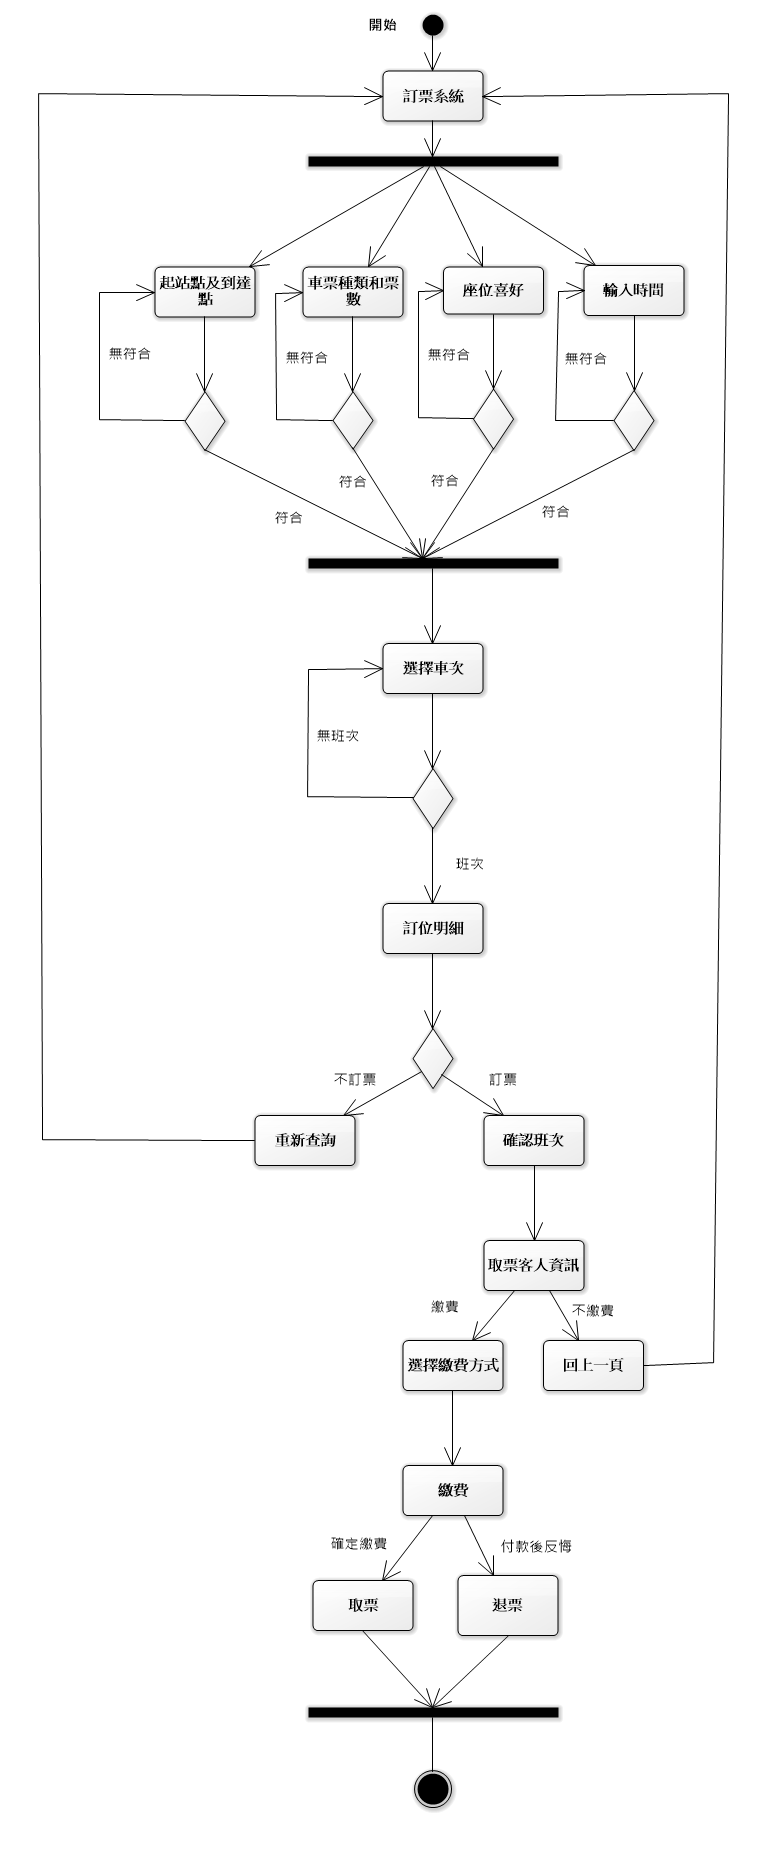 開始
訂票系統
起站點及到達
點
車票種類和票
數
座位喜好
輸入時間
無符合
無符合
無符合
無符合
符合
符合
符合
符合
選擇車次
無班次
班次
訂位明細
不訂票
訂票
重新查詢
確認班次
取票客人資訊
繳費
不繳費
選擇繳費方式
回上一頁
繳費
確定繳費
付款後反悔
取票
退票